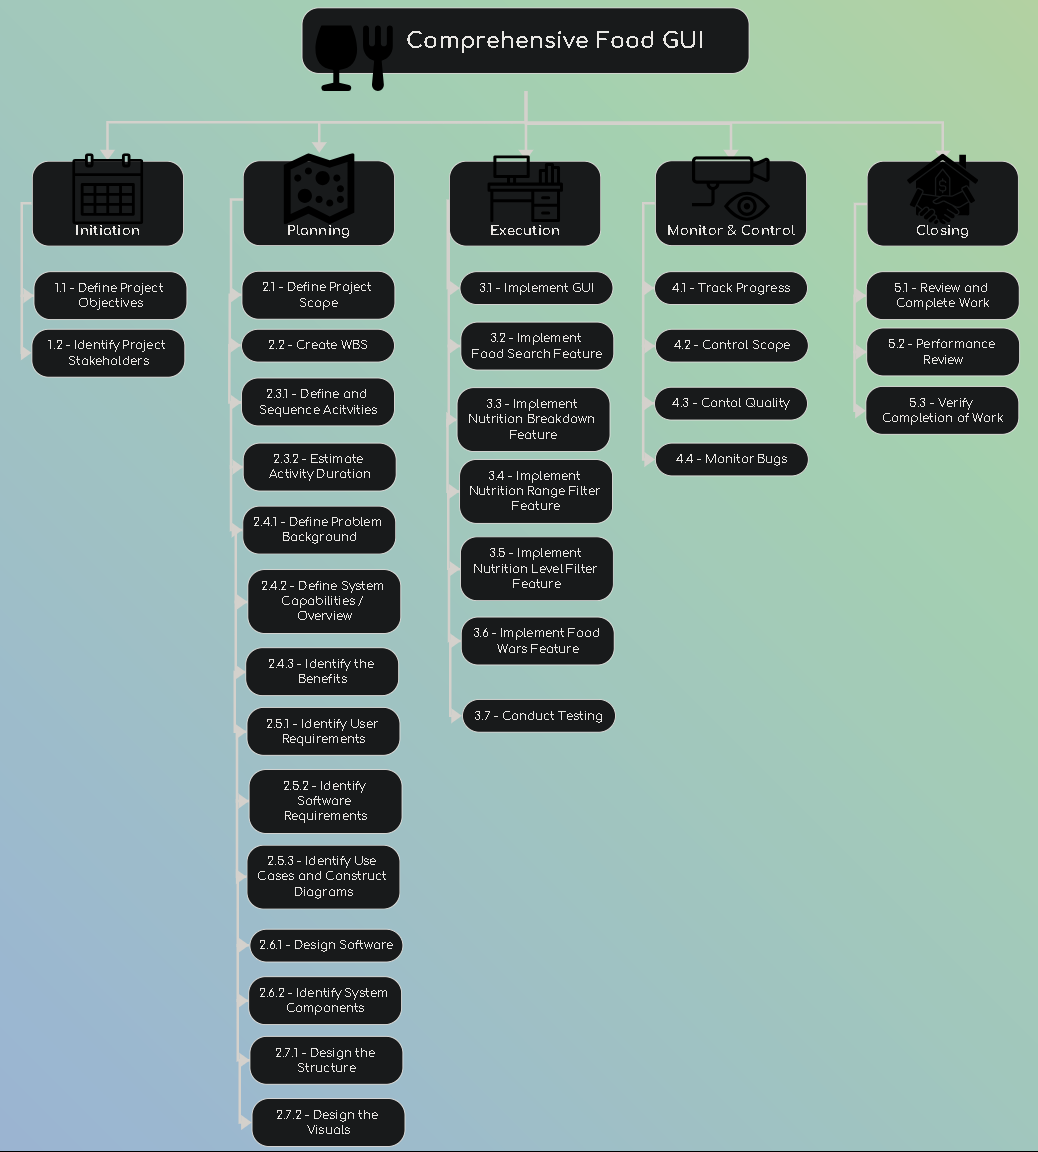 Comprehensive Food GUI
Initiation
1.1 - Define Project
Objectives
1.2 - Identify Project
Stakeholders
Planning
2.1 - Define Project
Scope
2.2 - Create WBS
2.3.1 - Define and
Sequence Acitvities
2.3.2 - Estimate
Activity Duration
2.4.1 - Define Problem
Background
2.4.2 - Define System
Capabilities /
Overview
2.4.3 - Identify the
Benefits
2.5.1 - Identify User
Requirements
2.5.2 - Identify
Software
Requirements
2.5.3 - Identify Use
Cases and Construct
Diagrams
2.6.1 - Design Software
2.6.2 - Identify System
Components
2.7.1 - Design the
Structure
2.7.2 - Design the
Visuals
Execution
3.1 - Implement GUI
3.2 - Implement
Food Search Feature
3.3 - Implement
Nutrition Breakdown
Feature
3.4 - Implement
Nutrition Range Filter
Feature
3.5 - Implement
Nutrition Level Filter
Feature
3.6 - Implement Food
Wars Feature
3.7 - Conduct Testing
Monitor & Control
4.1 - Track Progress
4.2 - Control Scope
4.3 - Contol Quality
4.4 - Monitor Bugs
$
Closing
5.1 - Review and
Complete Work
5.2 - Performance
Review
5.3 - Verify
Completion of Work